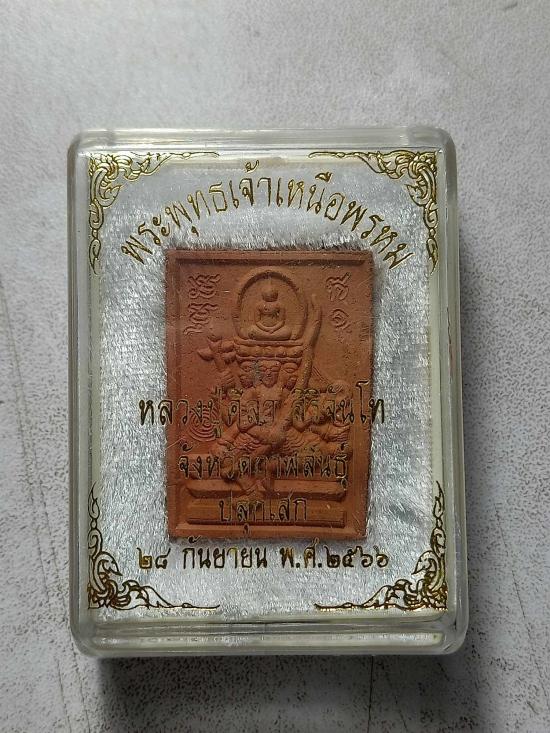 พระพุทธเจ้าเหนือพรหม
หลวงปู่ศิลา สิริจันโท
จังหวัดกาฬสินธุ์
ปลุกเสก
๒๘ กันยายน พ.ศ.๒๕๖๖